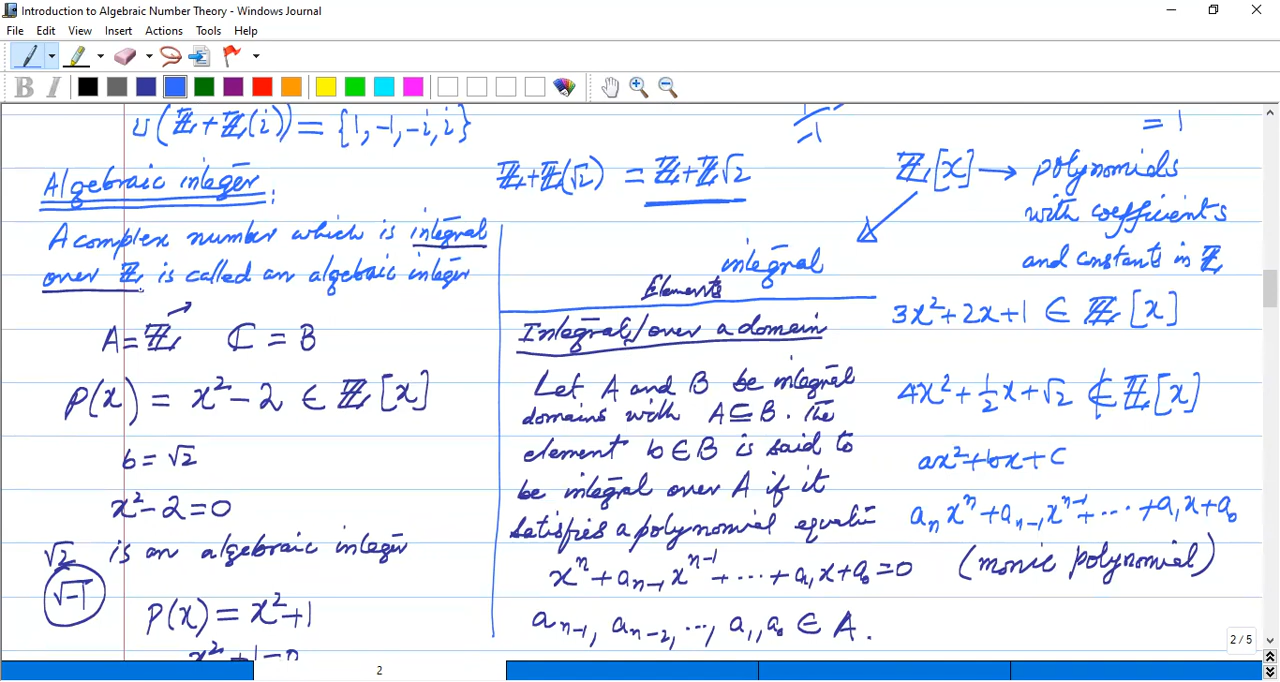 Introduction to Algebraic Number Theory - Windows Journal
File Edit View Insert Actions Tools Help
B I
U(ℤ+ℤ(i)) = {1,-1,-i,i}
-1
= 1
Algebraic integer:
A complex number which is integral
over ℤ is called an algebraic integer
A=ℤ ℂ = B
P(x) = x²-2 ∈ ℤ[x]
b = √2
x²-2=0
√2 is an algebraic integer
√-1
P(x) = x²+1
ℤ+ℤ(√2) = ℤ+ℤ√2
integral
Elements
Integral/over a domain
Let A and B be integral
domains with A⊆B. The
element b∈B is said to
be integral over A if it
satisfies a polynomial equati
xⁿ+aₙ₋₁xⁿ⁻¹+···+a₁x+a₀=0
aₙ₋₁, aₙ₋₂, ..., a₁, a₀ ∈ A.
ℤ[x] → polynomials
with coefficients
and constants in ℤ
3x²+2x+1 ∈ ℤ[x]
4x²+½x+√2 ∉ ℤ[x]
ax²+bx+c
aₙxⁿ+aₙ₋₁xⁿ⁻¹+···+a₁x+a₀
(monic polynomial)
2 / 5
2